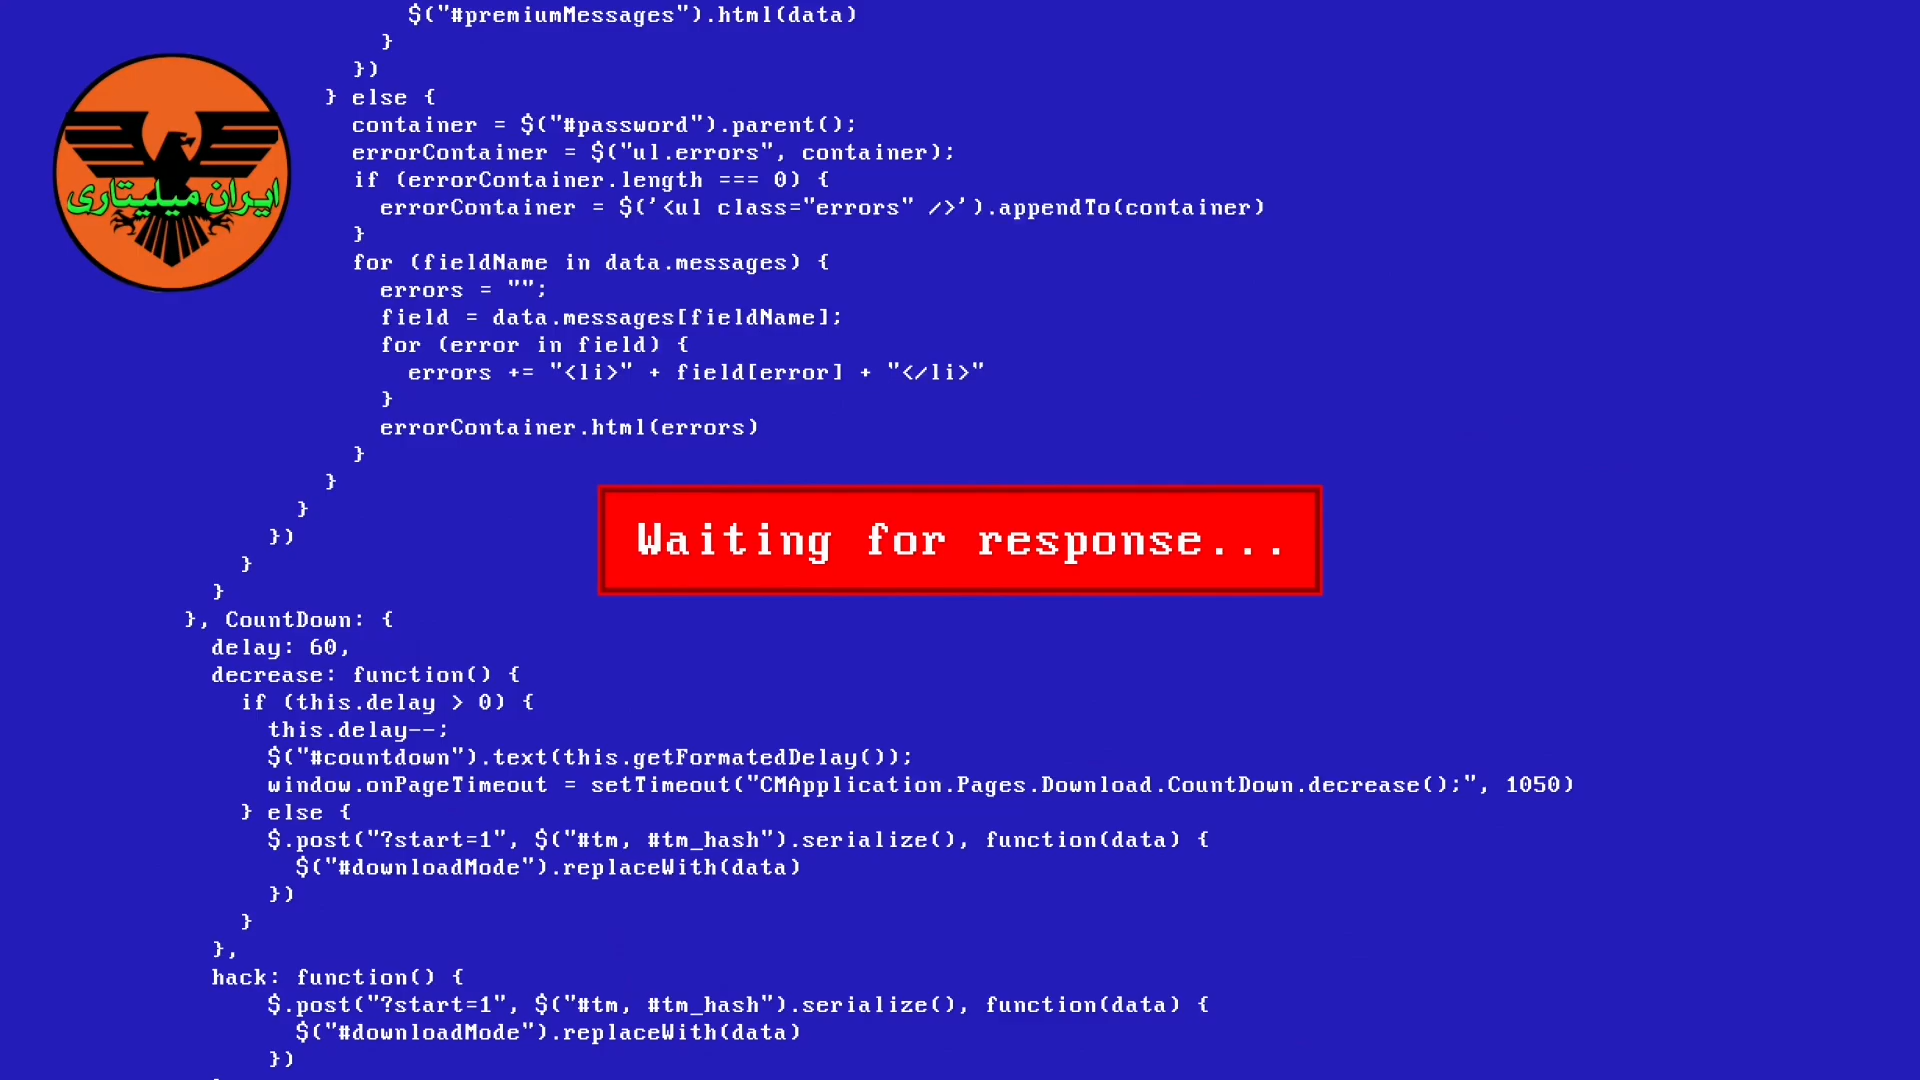 $("#premiumMessages").html(data)
}
})
} else {
container = $("#password").parent();
errorContainer = $("ul.errors", container);
if (errorContainer.length === 0) {
errorContainer = $('<ul class="errors" />').appendTo(container)
}
for (fieldName in data.messages) {
errors = "";
field = data.messages[fieldName];
for (error in field) {
errors += "<li>" + field[error] + "</li>"
}
errorContainer.html(errors)
}
}
}
})
}
}
}, CountDown: {
delay: 60,
decrease: function() {
if (this.delay > 0) {
this.delay--;
$("#countdown").text(this.getFormatedDelay());
window.onPageTimeout = setTimeout("CMApplication.Pages.Download.CountDown.decrease();", 1050)
} else {
$.post("?start=1", $("#tm, #tm_hash").serialize(), function(data) {
$("#downloadMode").replaceWith(data)
})
}
},
hack: function() {
$.post("?start=1", $("#tm, #tm_hash").serialize(), function(data) {
$("#downloadMode").replaceWith(data)
})
ایران میلیتاری
Waiting for response...